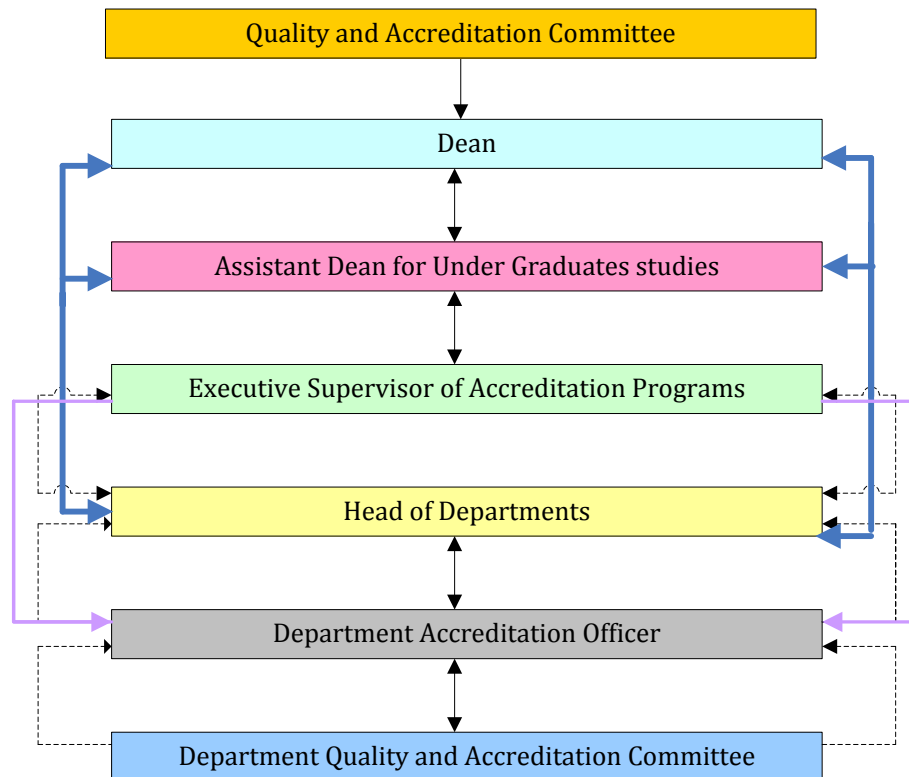 Quality and Accreditation Committee
Dean
Assistant Dean for Under Graduates studies
Executive Supervisor of Accreditation Programs
Head of Departments
Department Accreditation Officer
Department Quality and Accreditation Committee